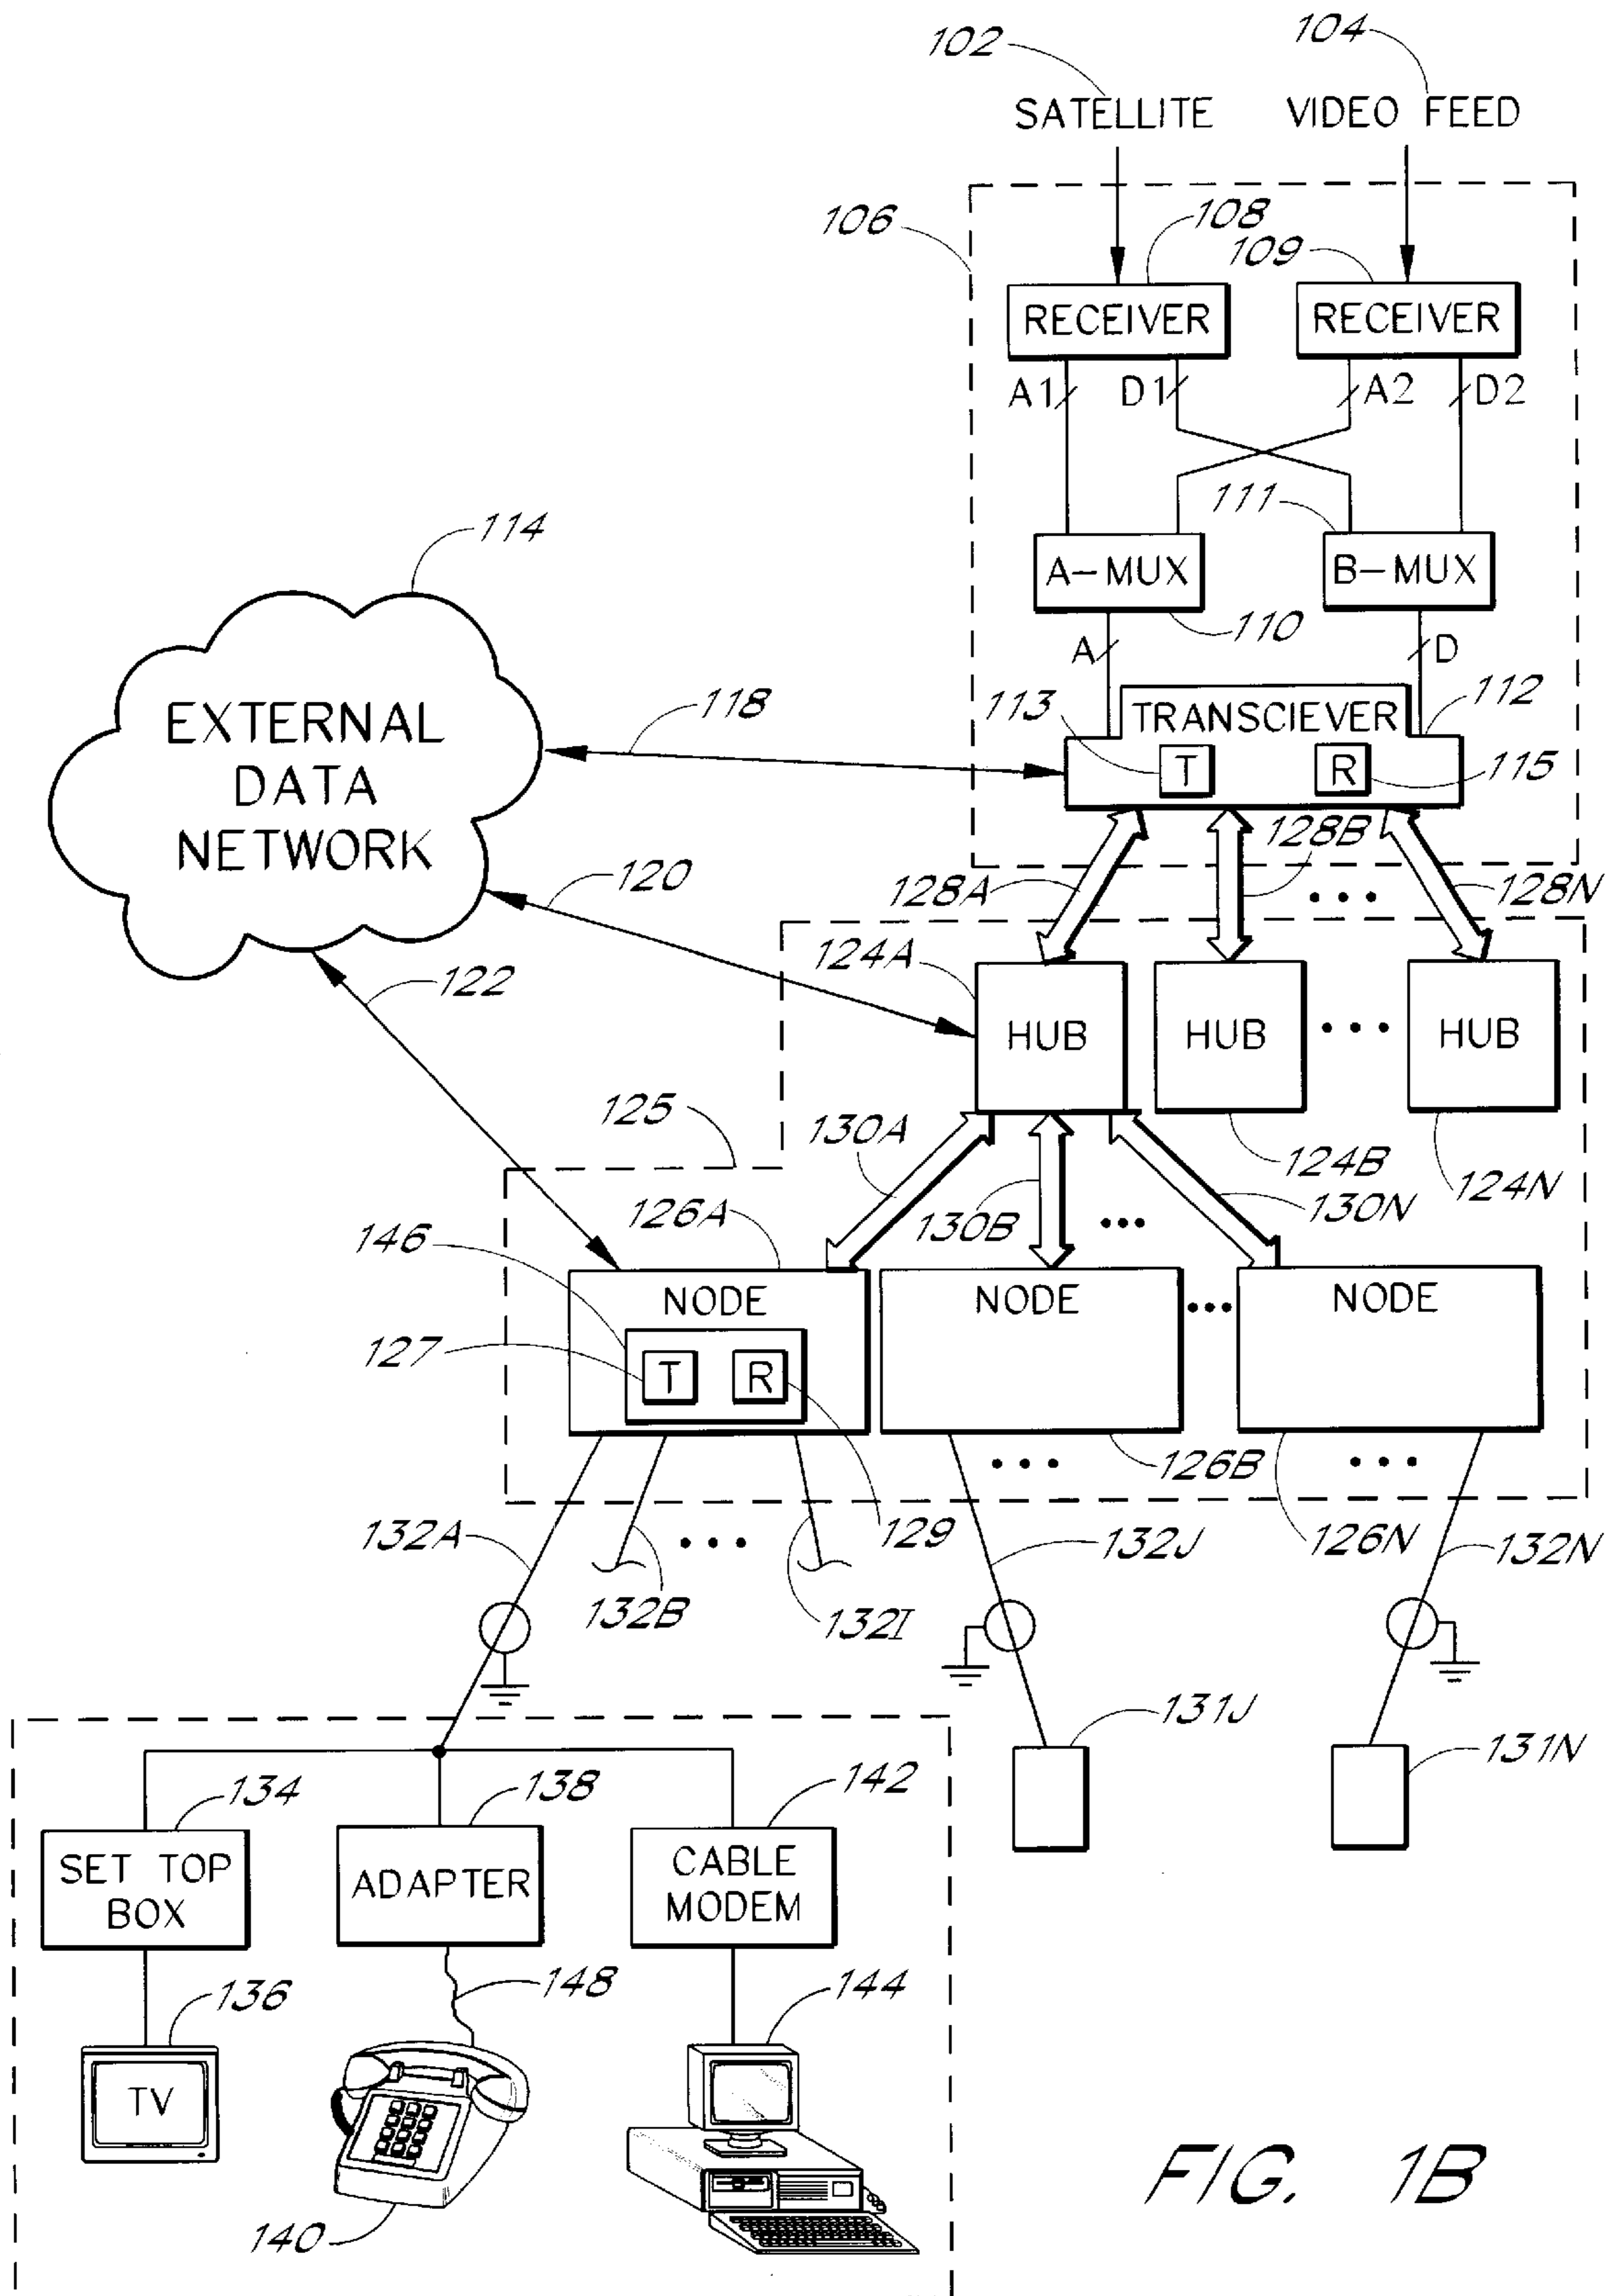 102
104
SATELLITE
VIDEO FEED
106
108
109
RECEIVER
RECEIVER
A1
D1
A2
D2
111
114
A-MUX
B-MUX
110
A
D
EXTERNAL
DATA
NETWORK
118
113
TRANSCIEVER
112
T
R
115
120
128A
128B
• • •
128N
122
124A
HUB
HUB
• • •
HUB
125
130A
124B
124N
126A
130B
•••
130N
146
NODE
NODE
•••
NODE
127
T
R
• • •
126B
• • •
132A
• • •
129
132J
126N
132N
132B
132I
131J
131N
134
138
142
SET TOP
BOX
ADAPTER
CABLE
MODEM
136
148
144
TV
140
FIG. 1B